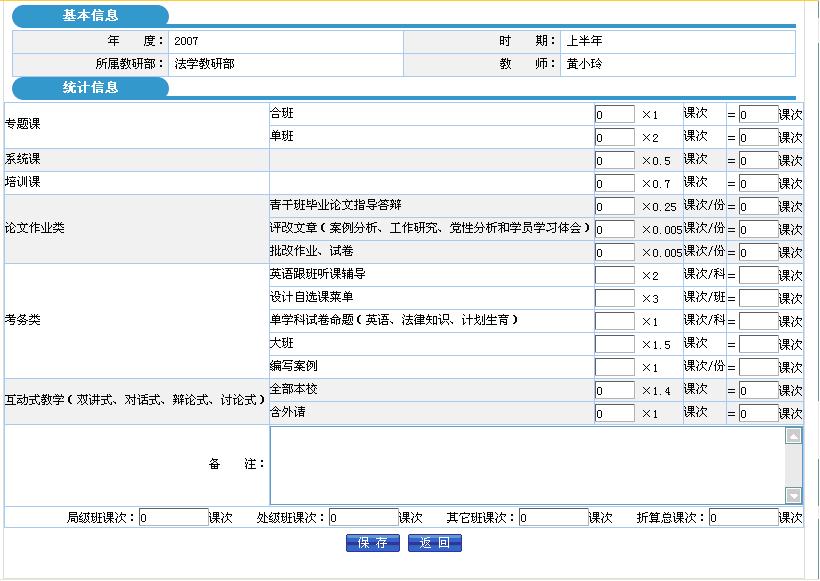 基本信息
年 度： 2007 时 期： 上半年
所属教研部： 法学教研部 教 师： 黄小玲
统计信息
专题课 合班 0 ×1 课次 = 0 课次
单班 0 ×2 课次 = 0 课次
系统课 0 ×0.5 课次 = 0 课次
培训课 0 ×0.7 课次 = 0 课次
论文作业类 青干班毕业论文指导答辩 0 ×0.25 课次/份 = 0 课次
评改文章（案例分析、工作研究、党性分析和学员学习体会） 0 ×0.005 课次/份 = 0 课次
批改作业、试卷 0 ×0.005 课次/份 = 0 课次
考务类 英语跟班听课辅导 ×2 课次/科 = 课次
设计自选课菜单 ×3 课次/班 = 课次
单学科试卷命题（英语、法律知识、计划生育） ×1 课次/科 = 课次
大班 ×1.5 课次 = 课次
编写案例 ×1 课次/份 = 课次
互动式教学（双讲式、对话式、辩论式、讨论式） 全部本校 0 ×1.4 课次 = 0 课次
含外请 0 ×1 课次 = 0 课次
备 注：
局级班课次： 0 课次 处级班课次： 0 课次 其它班课次： 0 课次 折算总课次： 0 课次
保 存 返 回